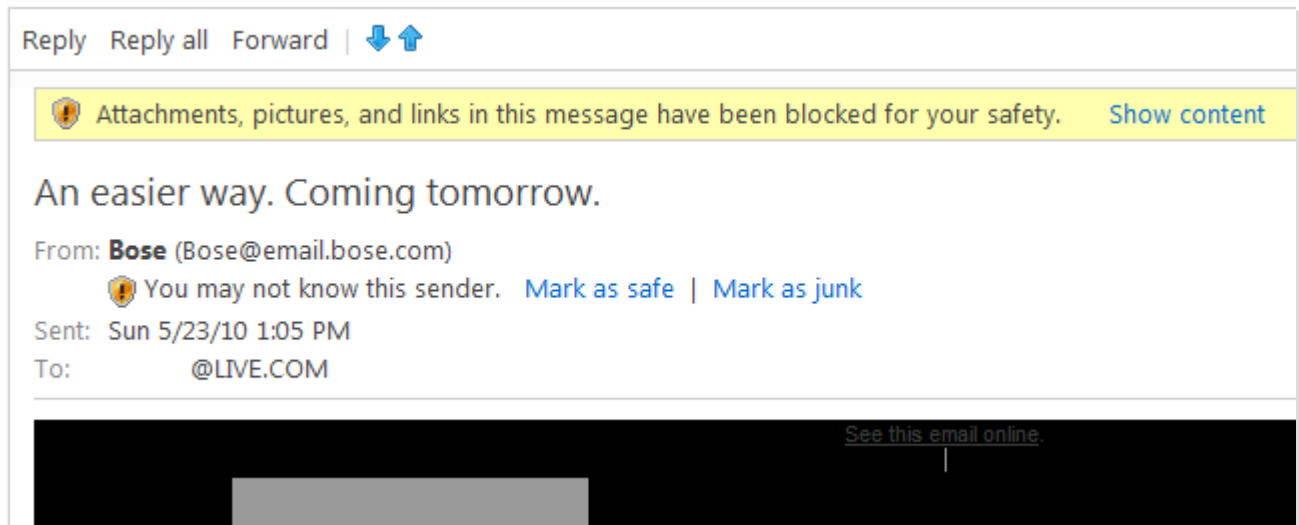 Reply Reply all Forward |
Attachments, pictures, and links in this message have been blocked for your safety. Show content
An easier way. Coming tomorrow.
From: Bose (Bose@email.bose.com)
You may not know this sender. Mark as safe | Mark as junk
Sent: Sun 5/23/10 1:05 PM
To: @LIVE.COM
See this email online.
|